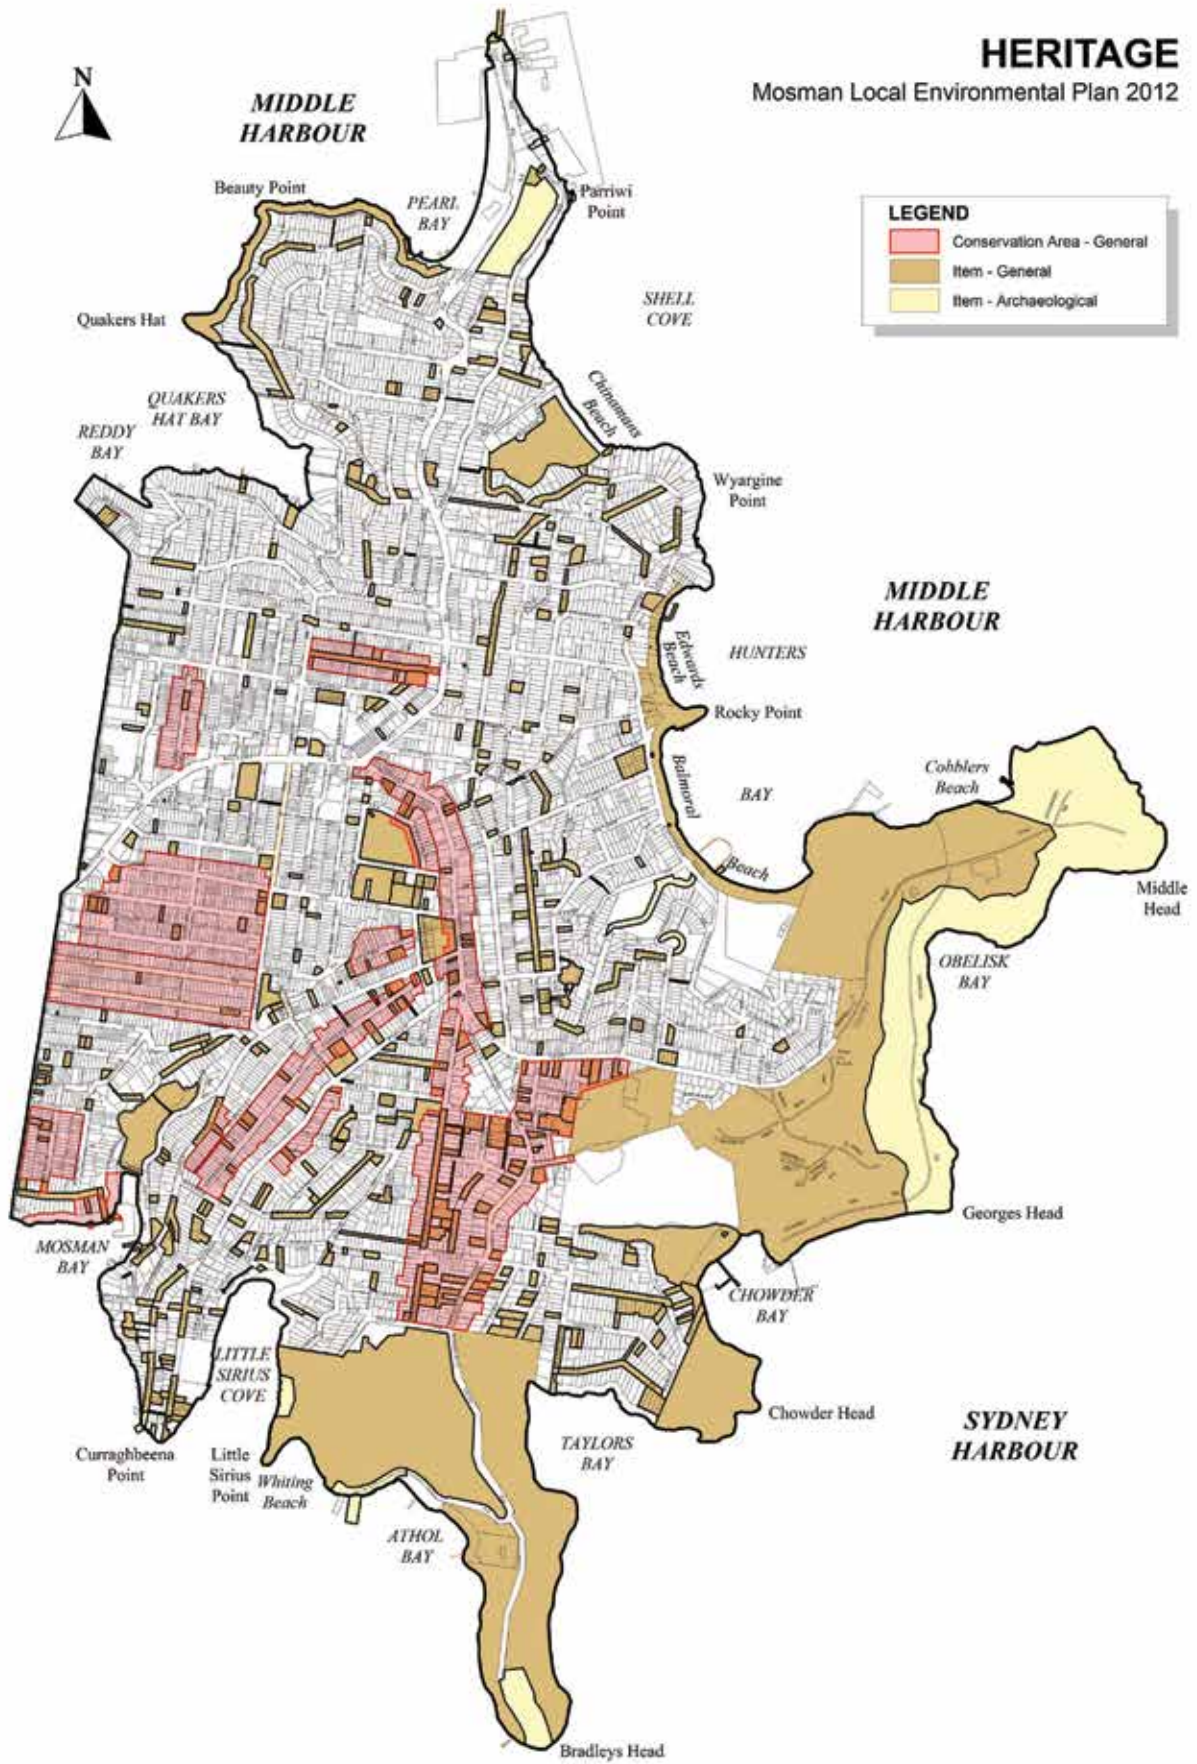 HERITAGE
Mosman Local Environmental Plan 2012
N
MIDDLE
HARBOUR
Beauty Point
PEARL
BAY
Parriwi
Point
LEGEND
Conservation Area - General
Item - General
Item - Archaeological
SHELL
COVE
Quakers Hat
QUAKERS
HAT BAY
Chinamans
Beach
REDDY
BAY
Wyargine
Point
MIDDLE
HARBOUR
Edwards
Beach
HUNTERS
Rocky Point
Balmoral
BAY
Cobblers
Beach
Beach
Middle
Head
OBELISK
BAY
Georges Head
MOSMAN
BAY
CHOWDER
BAY
LITTLE
SIRIUS
COVE
Chowder Head
SYDNEY
HARBOUR
TAYLORS
BAY
Curraghbeena
Point
Little
Sirius
Point
Whiting
Beach
ATHOL
BAY
Bradleys Head